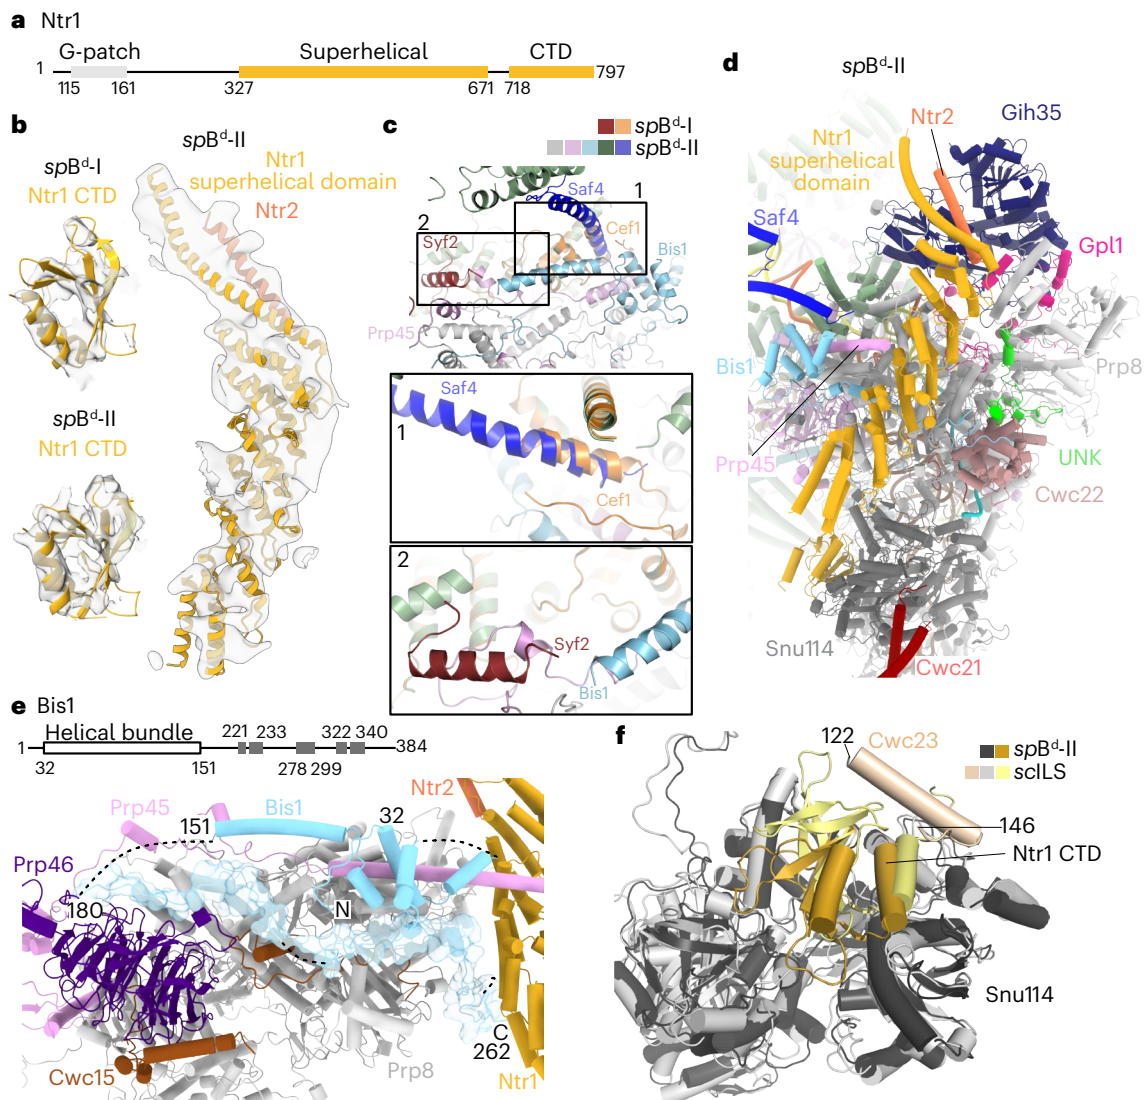 a Ntr1
G-patch Superhelical CTD
1 797
115 161 327 671 718
b
spBᵈ-II
spBᵈ-I
Ntr1 CTD
Ntr1
superhelical domain
Ntr2
spBᵈ-II
Ntr1 CTD
c
spBᵈ-I
spBᵈ-II
Saf4
1
2
Syf2
Cef1
Bis1
Prp45
Saf4
1
Cef1
2
Syf2
Bis1
d
spBᵈ-II
Ntr2
Gih35
Ntr1
superhelical
domain
Saf4
Gpl1
Bis1
Prp8
Prp45
UNK
Cwc22
Snu114
Cwc21
e Bis1
Helical bundle 221 233 322 340
1 384
32 151 278 299
Ntr2
Prp45
Bis1
151
32
Prp46
180
N
C
262
Cwc15
Prp8
Ntr1
f
122
Cwc23
spBᵈ-II
scILS
146
Ntr1 CTD
Snu114